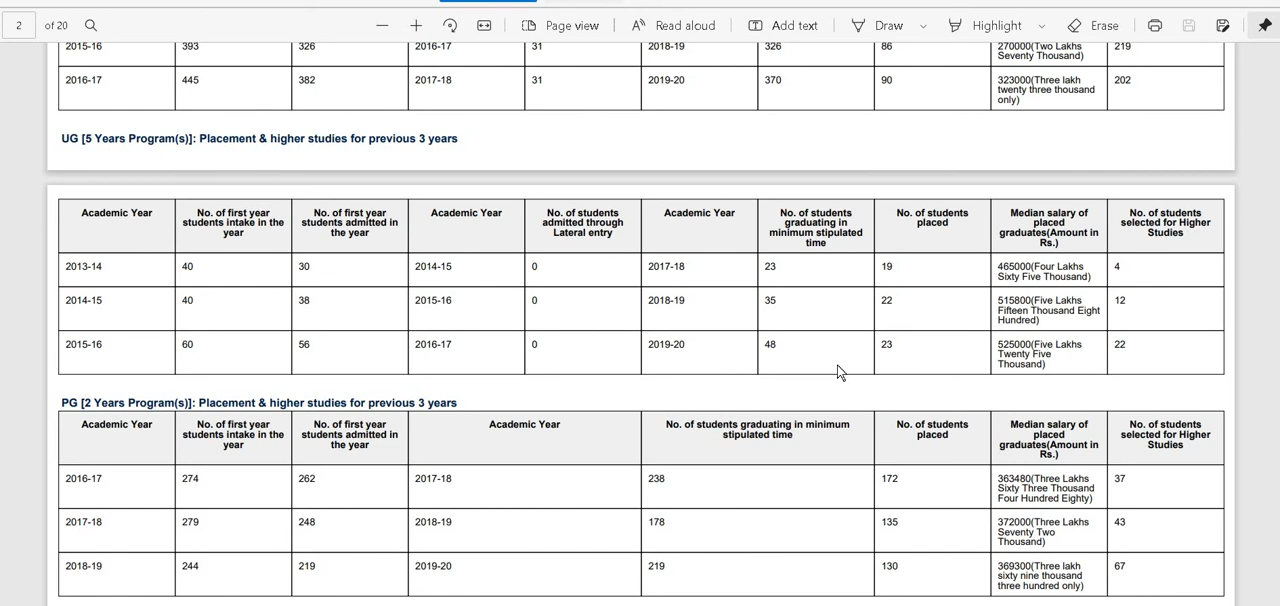 2 of 20 Page view Read aloud Add text Draw Highlight Erase
2015-16 393 326 2016-17 31 2018-19 326 86 270000(Two Lakhs 219
Seventy Thousand)
2016-17 445 382 2017-18 31 2019-20 370 90 323000(Three lakh 202
twenty three thousand
only)
UG [5 Years Program(s)]: Placement & higher studies for previous 3 years
Academic Year
No. of first year
students intake in the
year
No. of first year
students admitted in
the year
Academic Year
No. of students
admitted through
Lateral entry
Academic Year
No. of students
graduating in
minimum stipulated
time
No. of students
placed
Median salary of
placed
graduates(Amount in
Rs.)
No. of students
selected for Higher
Studies
2013-14 40 30 2014-15 0 2017-18 23 19 465000(Four Lakhs 4
Sixty Five Thousand)
2014-15 40 38 2015-16 0 2018-19 35 22 515800(Five Lakhs 12
Fifteen Thousand Eight
Hundred)
2015-16 60 56 2016-17 0 2019-20 48 23 525000(Five Lakhs 22
Twenty Five
Thousand)
PG [2 Years Program(s)]: Placement & higher studies for previous 3 years
Academic Year
No. of first year
students intake in the
year
No. of first year
students admitted in
the year
Academic Year
No. of students graduating in minimum
stipulated time
No. of students
placed
Median salary of
placed
graduates(Amount in
Rs.)
No. of students
selected for Higher
Studies
2016-17 274 262 2017-18 238 172 363480(Three Lakhs 37
Sixty Three Thousand
Four Hundred Eighty)
2017-18 279 248 2018-19 178 135 372000(Three Lakhs 43
Seventy Two
Thousand)
2018-19 244 219 2019-20 219 130 369300(Three lakh 67
sixty nine thousand
three hundred only)